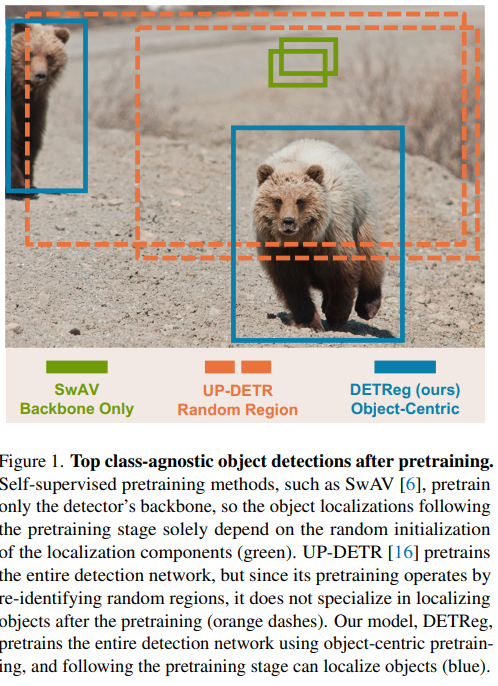 SwAV
Backbone Only
UP-DETR
Random Region
DETReg (ours)
Object-Centric
Figure 1. Top class-agnostic object detections after pretraining.
Self-supervised pretraining methods, such as SwAV [6], pretrain
only the detector's backbone, so the object localizations following
the pretraining stage solely depend on the random initialization
of the localization components (green). UP-DETR [16] pretrains
the entire detection network, but since its pretraining operates by
re-identifying random regions, it does not specialize in localizing
objects after the pretraining (orange dashes). Our model, DETReg,
pretrains the entire detection network using object-centric pretrain-
ing, and following the pretraining stage can localize objects (blue).